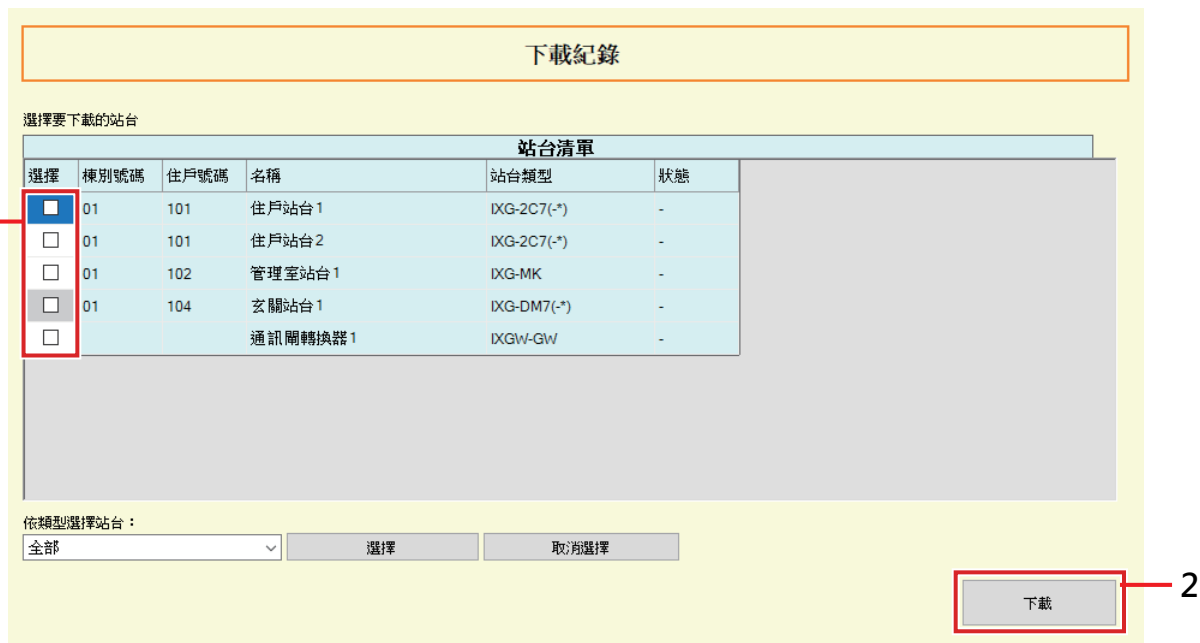 下載紀錄
選擇要下載的站台
站台清單
選擇 棟別號碼 住戶號碼 名稱 站台類型 狀態
01 101 住戶站台1 IXG-2C7(-*) -
01 101 住戶站台2 IXG-2C7(-*) -
01 102 管理室站台1 IXG-MK -
01 104 玄關站台1 IXG-DM7(-*) -
通訊閘轉換器1 IXGW-GW -
依類型選擇站台：
全部 選擇 取消選擇
下載 2